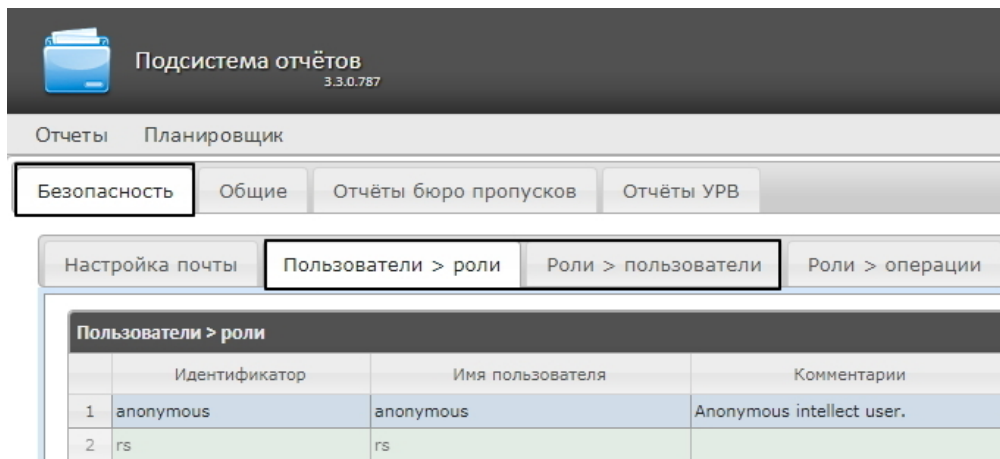 Подсистема отчётов
3.3.0.787
Отчеты Планировщик
Безопасность Общие Отчёты бюро пропусков Отчёты УРВ
Настройка почты Пользователи > роли Роли > пользователи Роли > операции
Пользователи > роли
Идентификатор Имя пользователя Комментарии
1 anonymous anonymous Anonymous intellect user.
2 rs rs